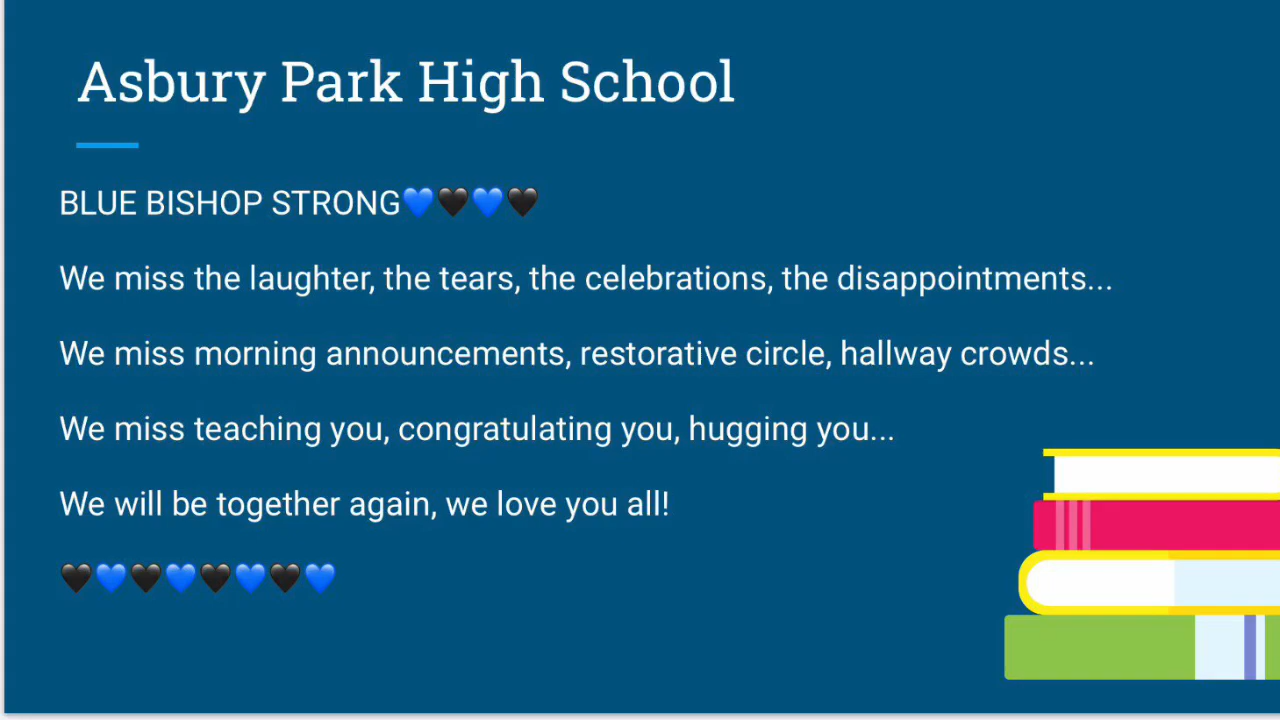 Asbury Park High School
BLUE BISHOP STRONG💙🖤💙🖤
We miss the laughter, the tears, the celebrations, the disappointments...
We miss morning announcements, restorative circle, hallway crowds...
We miss teaching you, congratulating you, hugging you...
We will be together again, we love you all!
🖤💙🖤💙🖤💙🖤💙